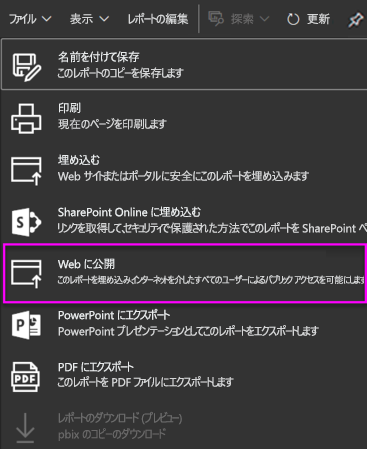 ファイル 表示 レポートの編集 探索 更新
名前を付けて保存
このレポートのコピーを保存します
印刷
現在のページを印刷します
埋め込む
Web サイトまたはポータルに安全にこのレポートを埋め込みます
SharePoint Online に埋め込む
リンクを取得して、セキュリティで保護された方法でこのレポートを SharePoint ペ
Web に公開
このレポートを埋め込みインターネットを介したすべてのユーザーによるパブリック アクセスを可能にします
PowerPoint にエクスポート
PowerPoint プレゼンテーションとしてこのレポートをエクスポートします
PDF にエクスポート
このレポートを PDF ファイルにエクスポートします
レポートのダウンロード (プレビュー)
pbix のコピーのダウンロード